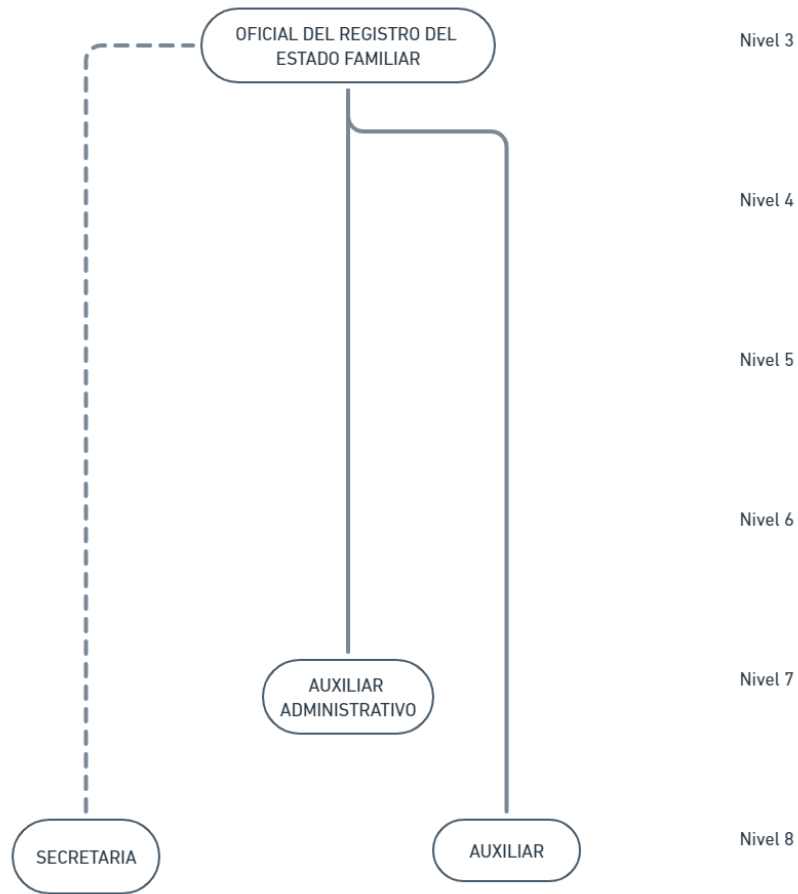 OFICIAL DEL REGISTRO DEL
ESTADO FAMILIAR
Nivel 3
Nivel 4
Nivel 5
Nivel 6
AUXILIAR
ADMINISTRATIVO
Nivel 7
SECRETARIA
AUXILIAR
Nivel 8